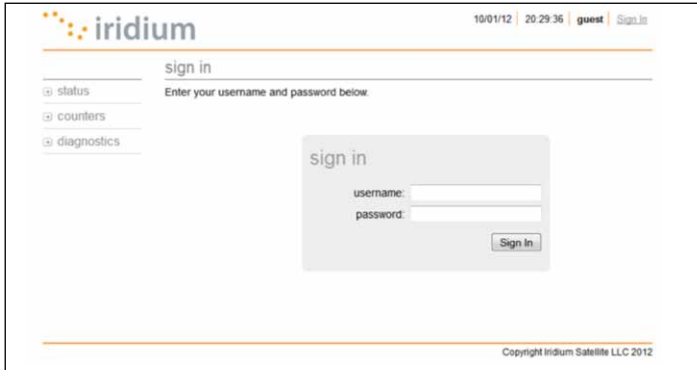 iridium
10/01/12 20:29:36 guest Sign In
sign in
Enter your username and password below.
status
counters
diagnostics
sign in
username:
password:
Sign In
Copyright Iridium Satellite LLC 2012